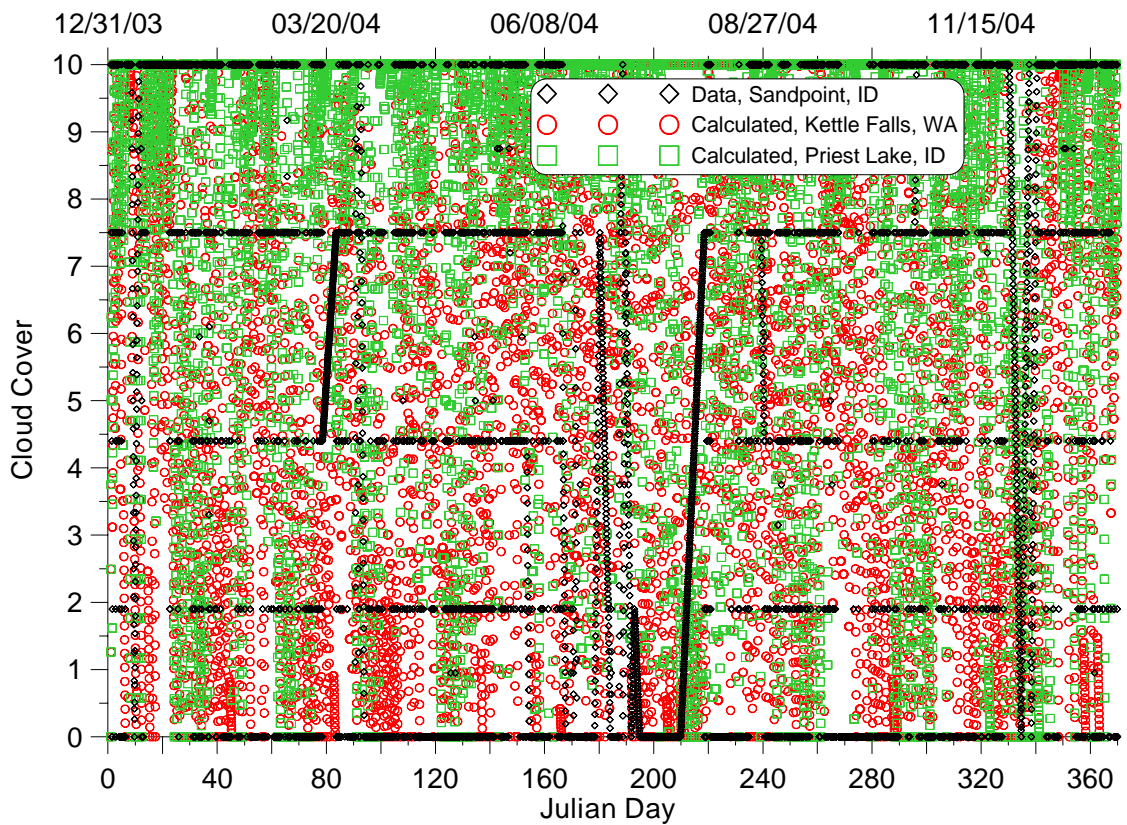 12/31/03 03/20/04 06/08/04 08/27/04 11/15/04
10
9
8
7
6
5
4
3
2
1
0
Cloud Cover
Data, Sandpoint, ID
Calculated, Kettle Falls, WA
Calculated, Priest Lake, ID
0 40 80 120 160 200 240 280 320 360
Julian Day